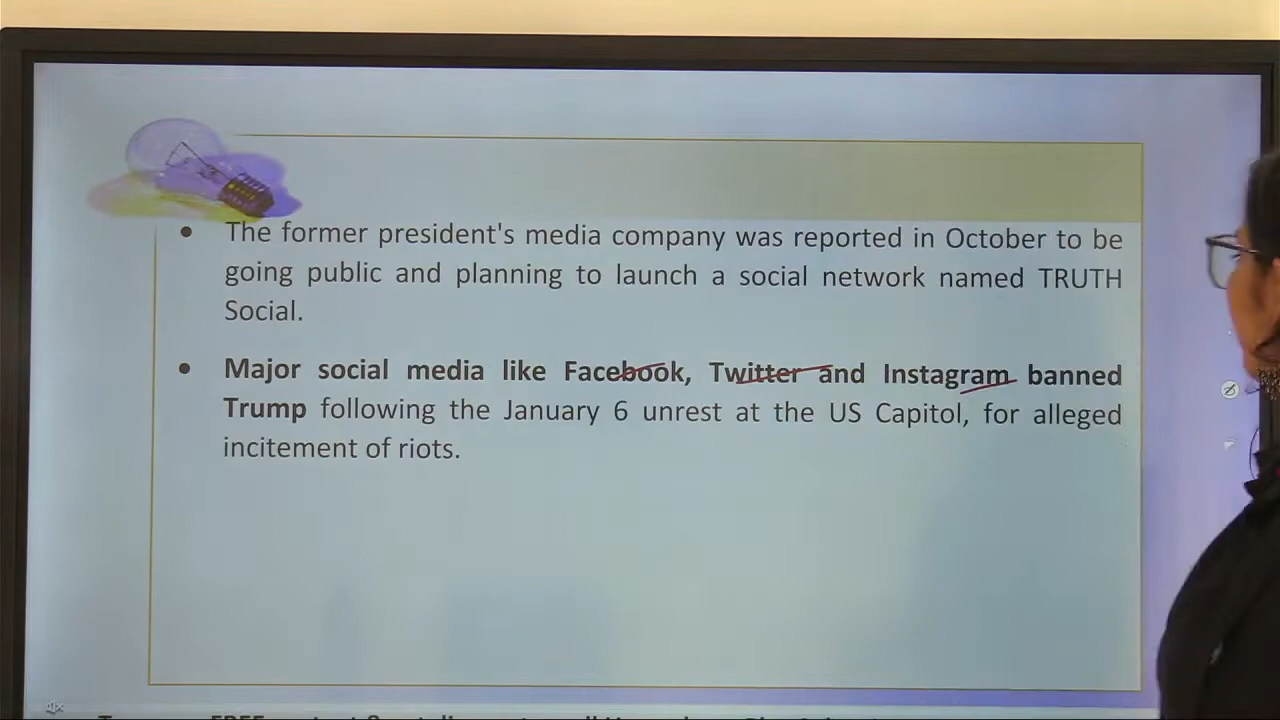 The former president's media company was reported in October to be
going public and planning to launch a social network named TRUTH
Social.
Major social media like Facebook, Twitter and Instagram banned
Trump following the January 6 unrest at the US Capitol, for alleged
incitement of riots.